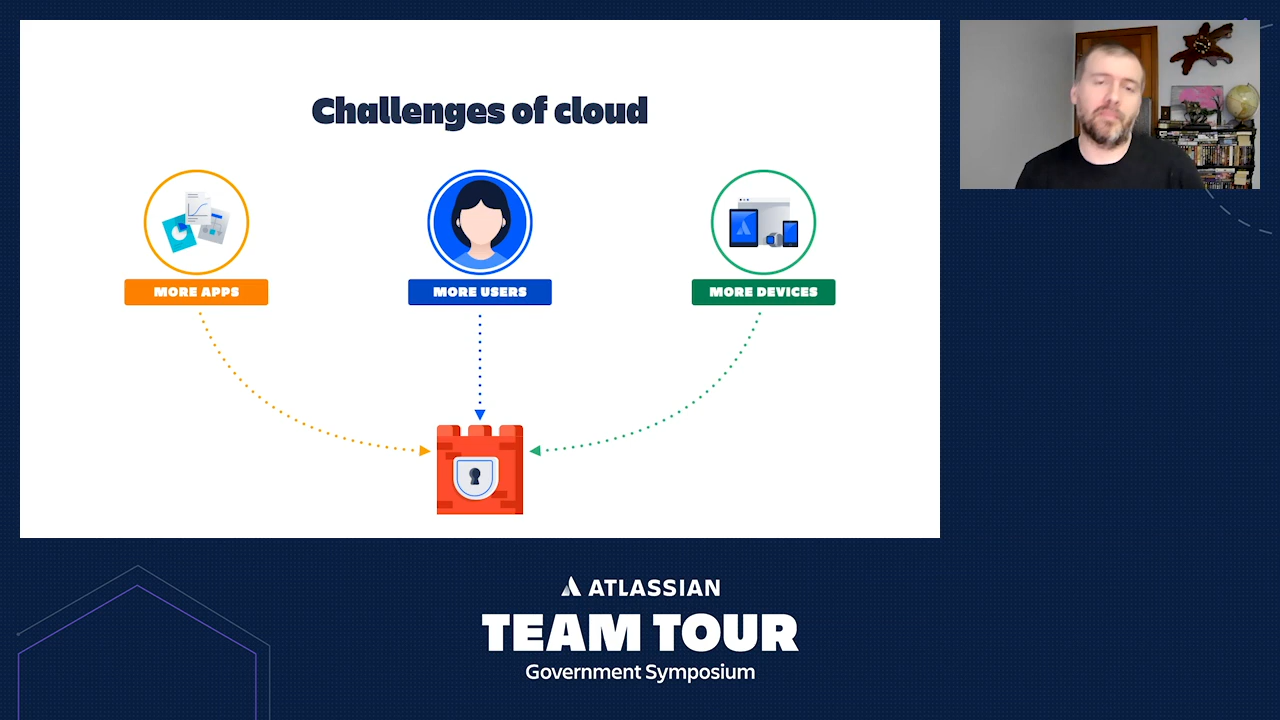 Challenges of cloud
MORE APPS
MORE USERS
MORE DEVICES
ATLASSIAN
TEAM TOUR
Government Symposium